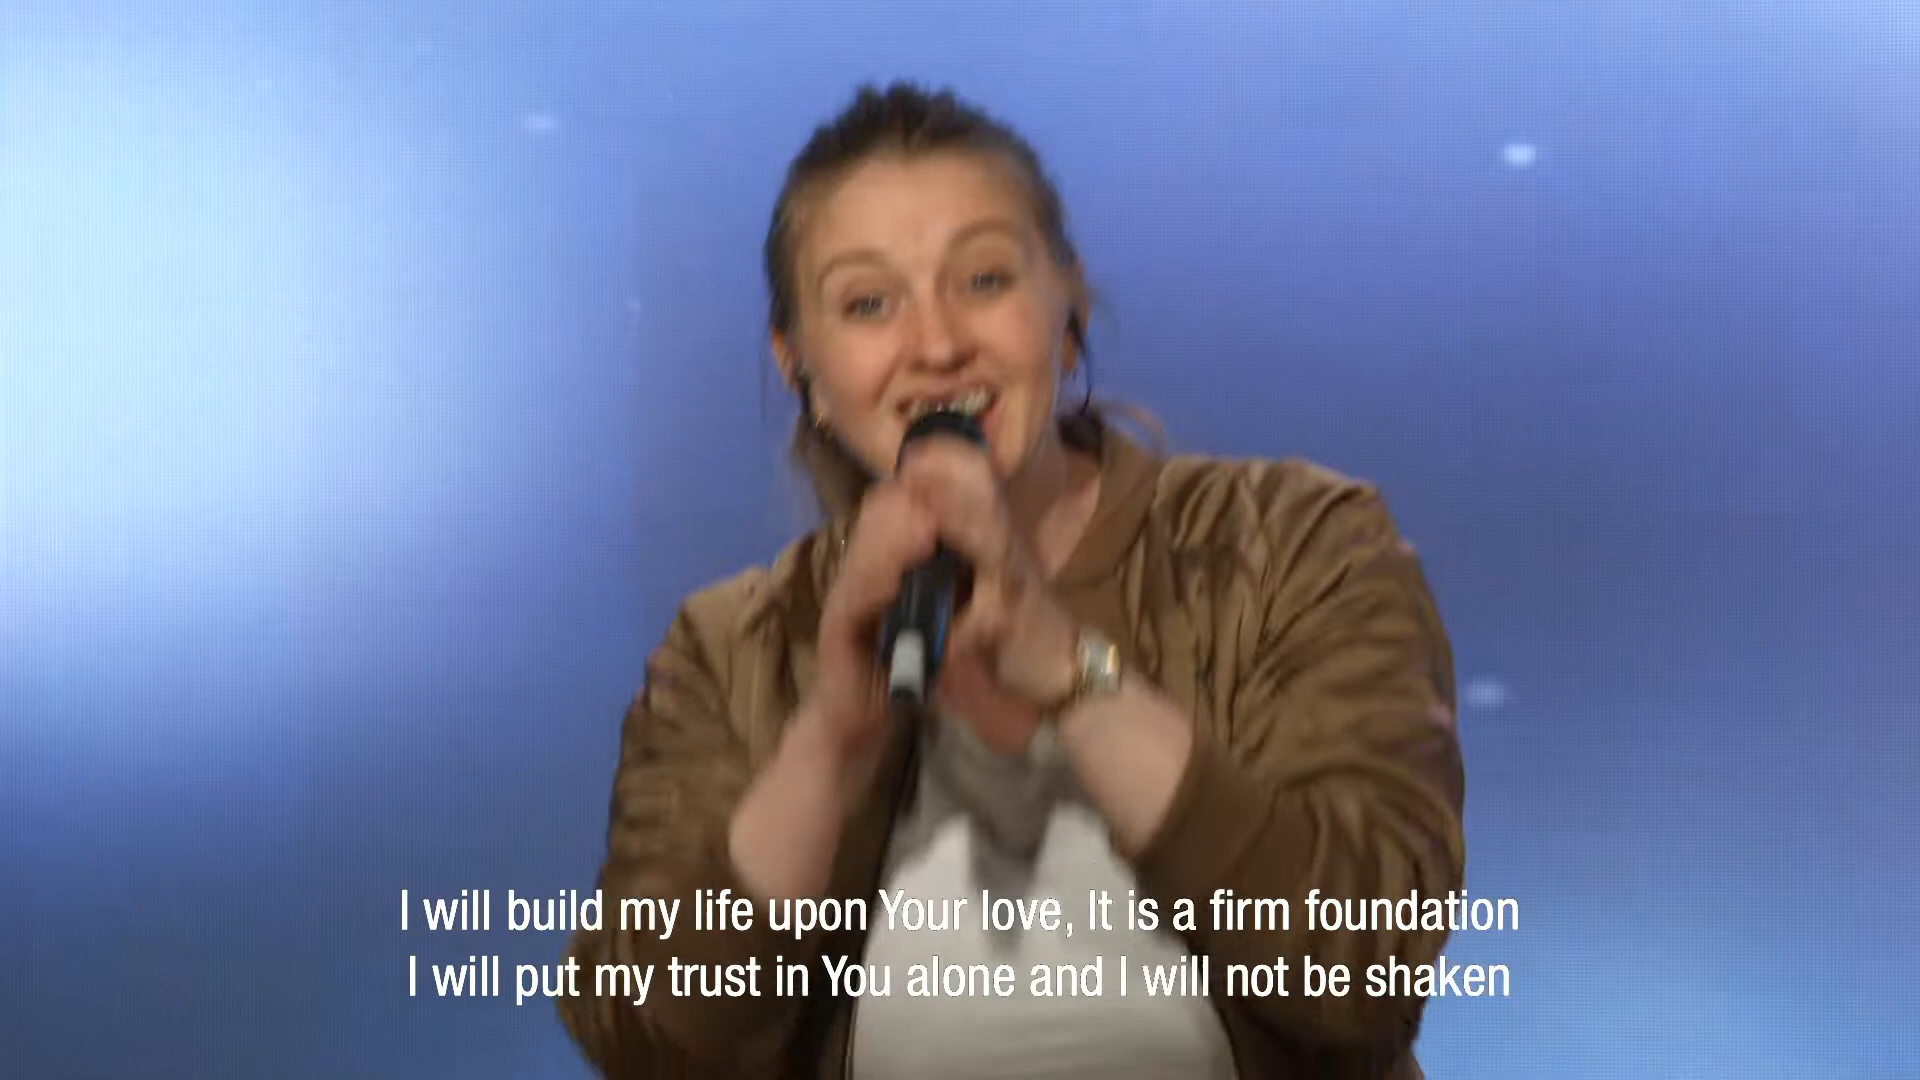 I will build my life upon Your love, It is a firm foundation
I will put my trust in You alone and I will not be shaken